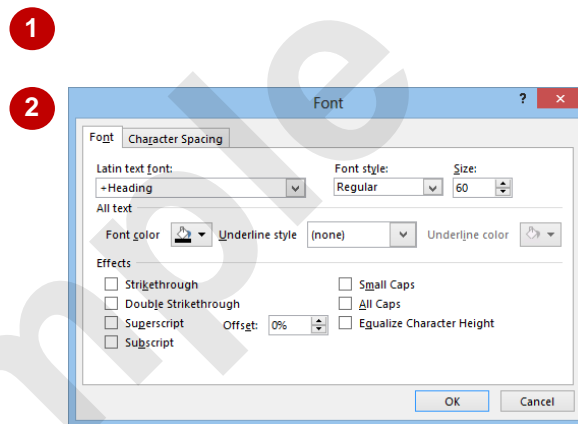 1
2
Font ? ×
Font Character Spacing
Latin text font: Font style: Size:
+Heading Regular 60
All text
Font color Underline style (none) Underline color
Effects
Strikethrough Small Caps
Double Strikethrough All Caps
Superscript Offset: 0% Equalize Character Height
Subscript
OK Cancel